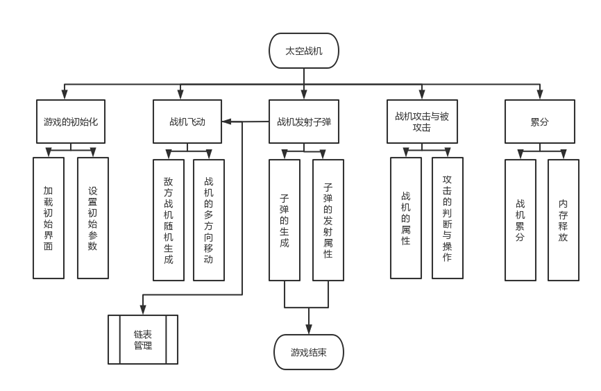 太空战机
游戏的初始化
战机飞动
战机发射子弹
战机攻击与被
攻击
累分
加载初始界面
设置初始参数
敌方战机随机生成
战机的多方向移动
子弹的生成
子弹的发射属性
战机的属性
攻击的判断与操作
战机累分
内存释放
链表
管理
游戏结束